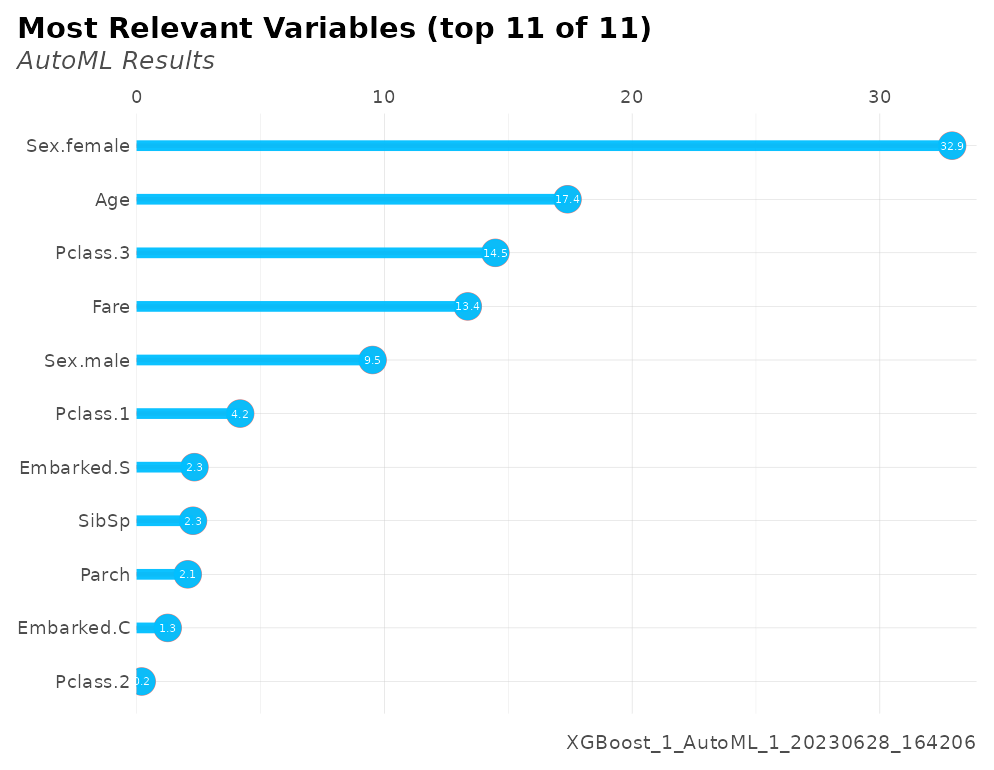 Most Relevant Variables (top 11 of 11)
AutoML Results
0 10 20 30
Sex.female 32.9
Age 17.4
Pclass.3 14.5
Fare 13.4
Sex.male 9.5
Pclass.1 4.2
Embarked.S 2.3
SibSp 2.3
Parch 2.1
Embarked.C 1.3
Pclass.2 0.2
XGBoost_1_AutoML_1_20230628_164206